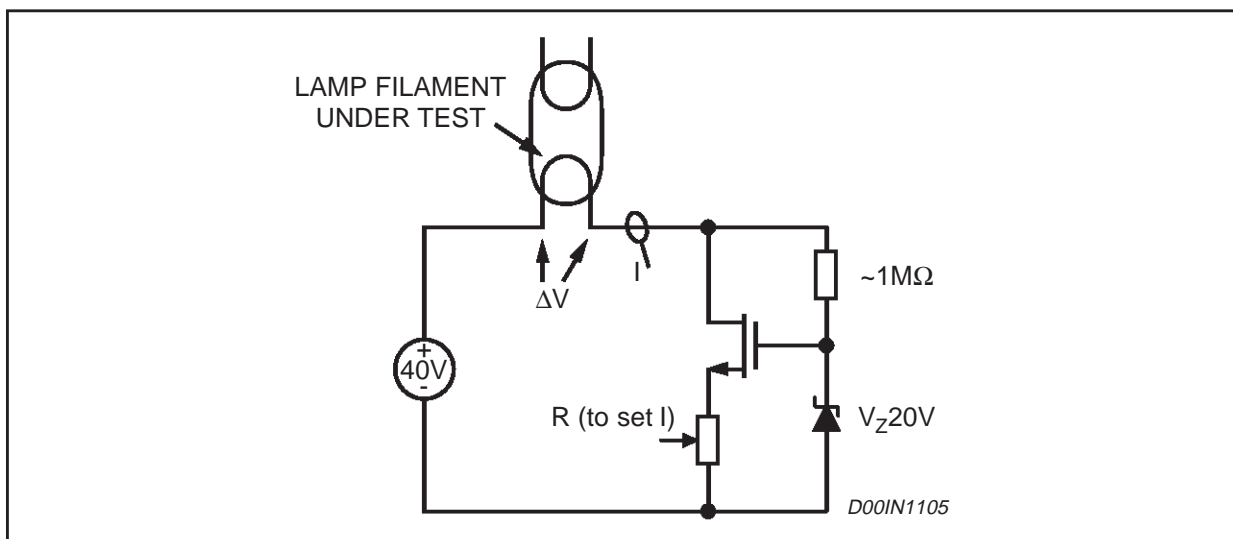 LAMP FILAMENT
UNDER TEST
I
~1MΩ
ΔV
+
40V
-
R (to set I)
VZ20V
D00IN1105